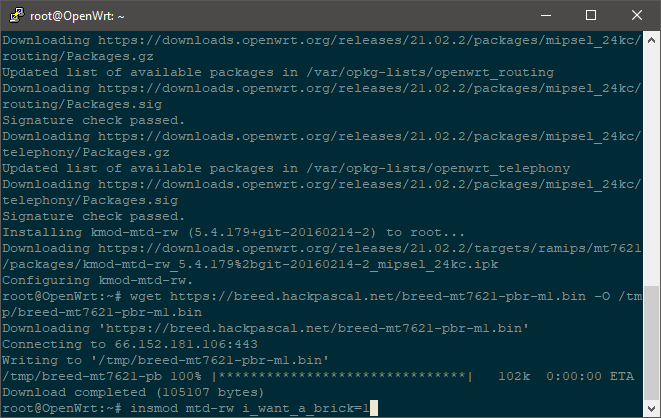 root@OpenWrt: ~
Downloading https://downloads.openwrt.org/releases/21.02.2/packages/mipsel_24kc/
routing/Packages.gz
Updated list of available packages in /var/opkg-lists/openwrt_routing
Downloading https://downloads.openwrt.org/releases/21.02.2/packages/mipsel_24kc/
routing/Packages.sig
Signature check passed.
Downloading https://downloads.openwrt.org/releases/21.02.2/packages/mipsel_24kc/
telephony/Packages.gz
Updated list of available packages in /var/opkg-lists/openwrt_telephony
Downloading https://downloads.openwrt.org/releases/21.02.2/packages/mipsel_24kc/
telephony/Packages.sig
Signature check passed.
Installing kmod-mtd-rw (5.4.179+git-20160214-2) to root...
Downloading https://downloads.openwrt.org/releases/21.02.2/targets/ramips/mt7621
/packages/kmod-mtd-rw_5.4.179%2bgit-20160214-2_mipsel_24kc.ipk
Configuring kmod-mtd-rw.
root@OpenWrt:~# wget https://breed.hackpascal.net/breed-mt7621-pbr-m1.bin -O /tm
p/breed-mt7621-pbr-m1.bin
Downloading 'https://breed.hackpascal.net/breed-mt7621-pbr-m1.bin'
Connecting to 66.152.181.106:443
Writing to '/tmp/breed-mt7621-pbr-m1.bin'
/tmp/breed-mt7621-pb 100% |*******************************| 102k 0:00:00 ETA
Download completed (105107 bytes)
root@OpenWrt:~# insmod mtd-rw i_want_a_brick=1